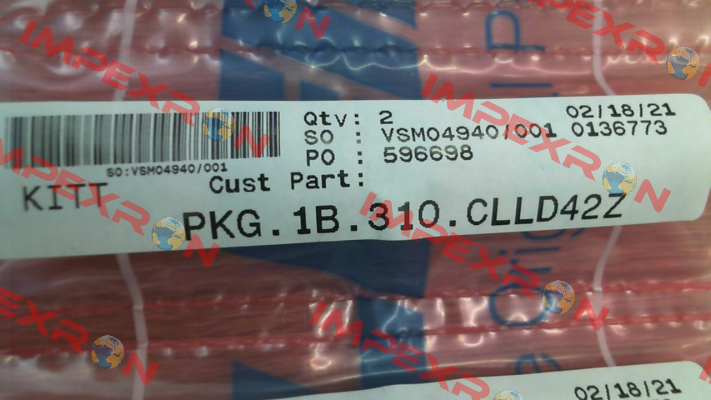 IMPEXRON
Qty: 2 02/18/21
SO : VSM04940/001 0136773
PO : 596698
SO:VSM04940/001
KITT Cust Part:
PKG.1B.310.CLLD42Z
02/18/21